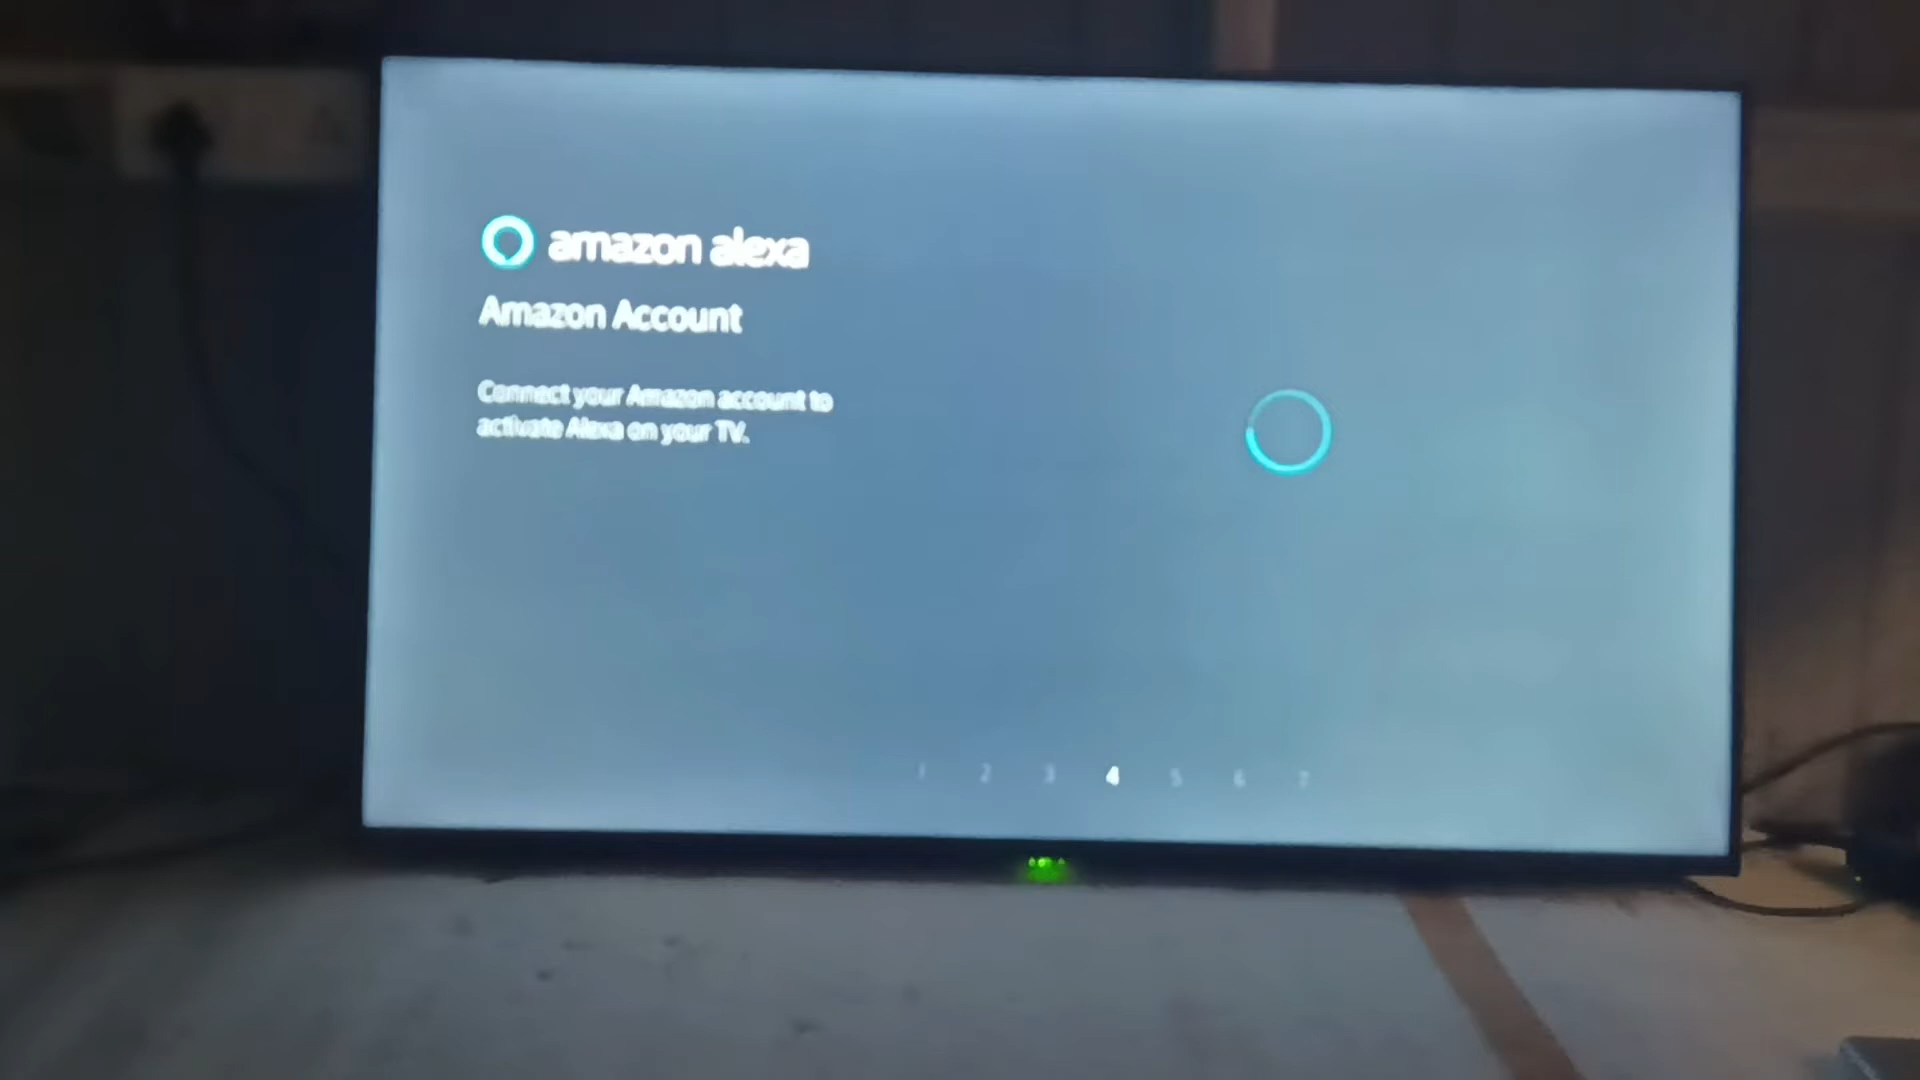 amazon alexa
Amazon Account
Connect your Amazon account to
activate Alexa on your TV.
1 2 3 4 5 6 7